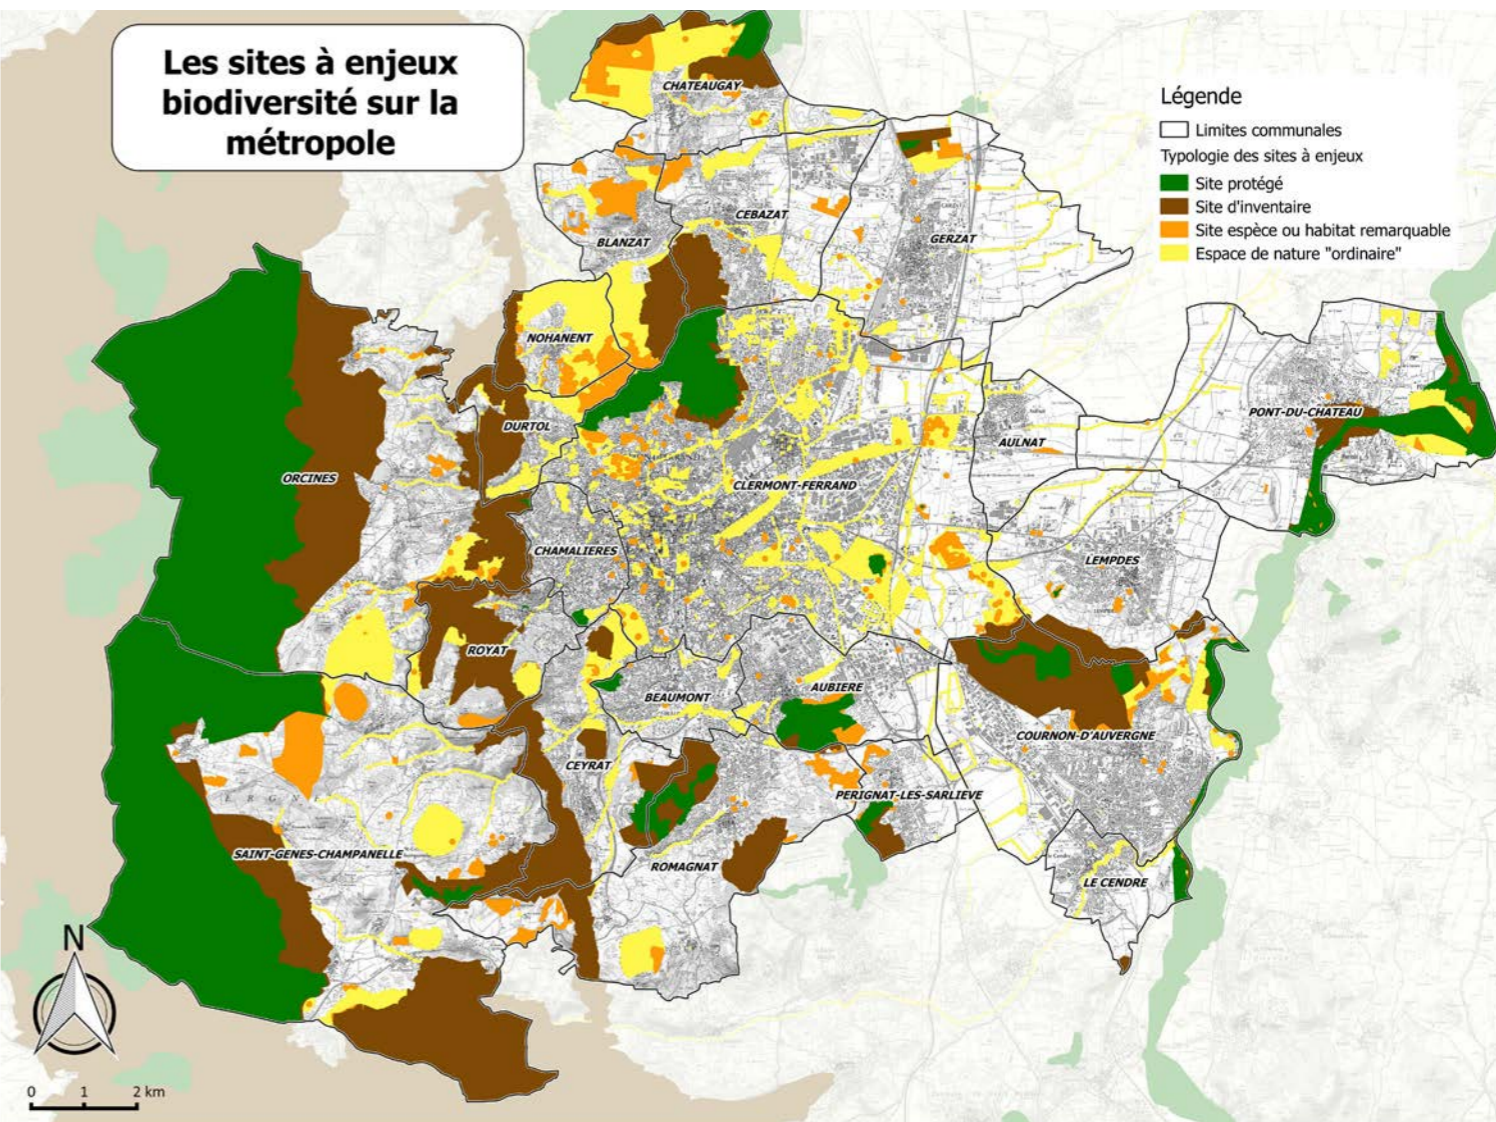 Les sites à enjeux
biodiversité sur la
métropole
Légende
Limites communales
Typologie des sites à enjeux
Site protégé
Site d'inventaire
Site espèce ou habitat remarquable
Espace de nature "ordinaire"
CHATEAUGAY
CEBAZAT
BLANZAT
GERZAT
NOHANENT
DURTOL
PONT-DU-CHATEAU
AULNAT
ORCINES
CLERMONT-FERRAND
CHAMALIERES
LEMPDES
ROYAT
BEAUMONT
AUBIERE
COURNON-D'AUVERGNE
CEYRAT
PERIGNAT-LES-SARLIEVE
SAINT-GENES-CHAMPANELLE
ROMAGNAT
LE CENDRE
N
0 1 2 km